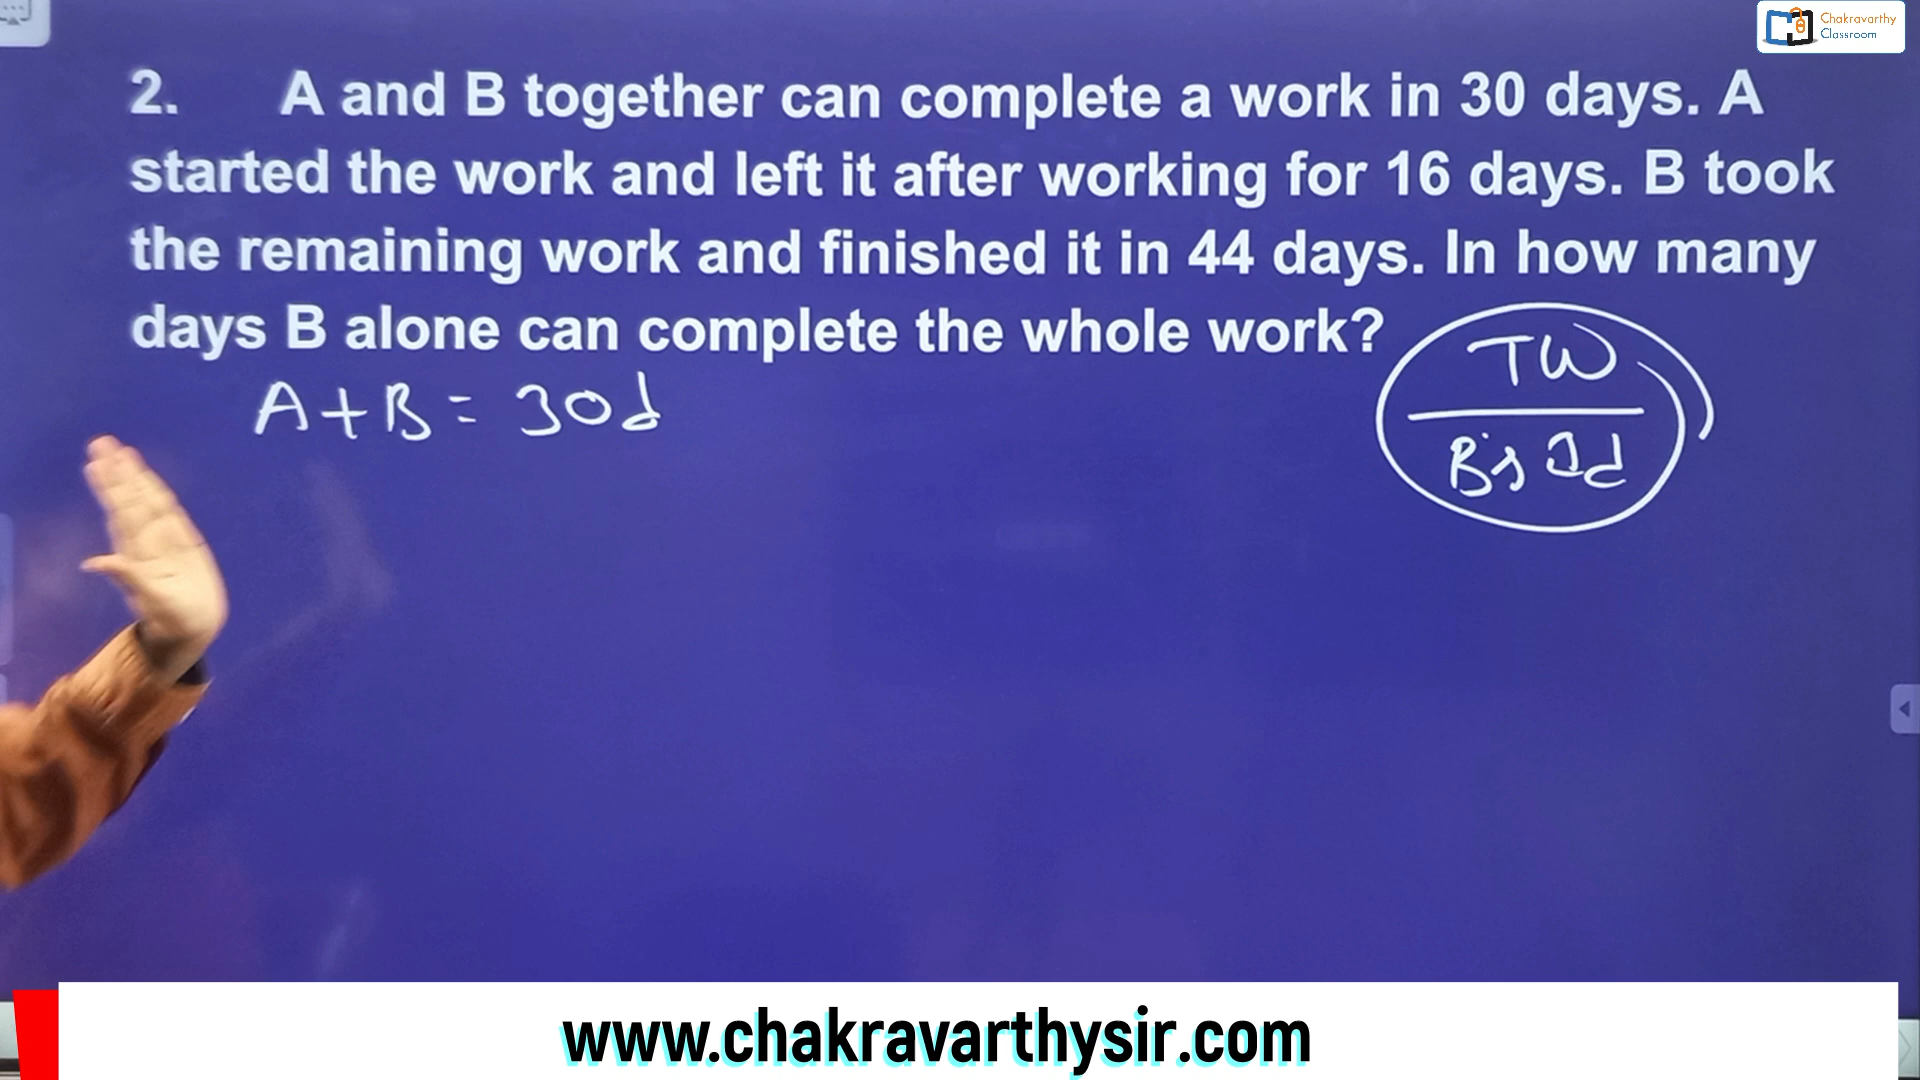 Chakravarthy
Classroom
2. A and B together can complete a work in 30 days. A
started the work and left it after working for 16 days. B took
the remaining work and finished it in 44 days. In how many
days B alone can complete the whole work?
TW
B's 1d
A+B = 30d
www.chakravarthysir.com